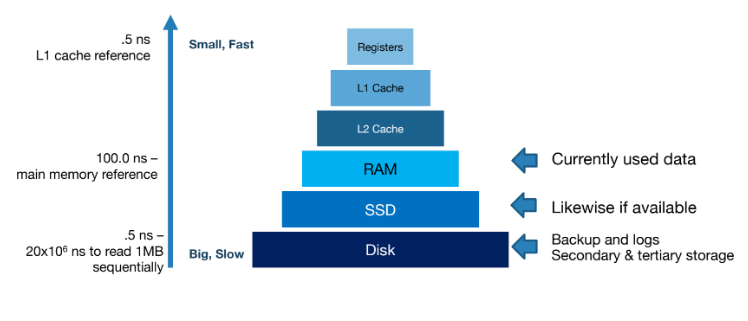 .5 ns
L1 cache reference
Small, Fast
Registers
L1 Cache
L2 Cache
100.0 ns –
main memory reference
RAM
Currently used data
SSD
Likewise if available
.5 ns –
20x10⁶ ns to read 1MB
sequentially
Big, Slow
Disk
Backup and logs
Secondary & tertiary storage